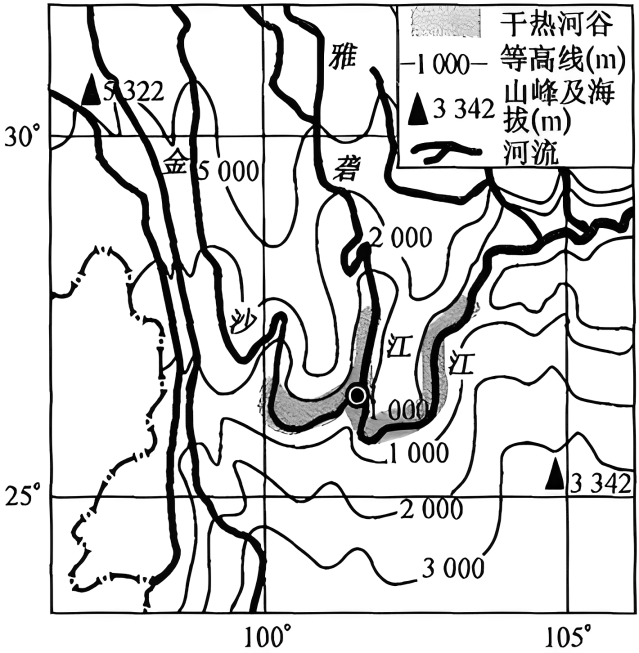 干热河谷
1 000
等高线(m)
3 342
山峰及海
拔(m)
河流
雅
5 322
30°
金
5 000
砻
2 000
沙
江
江
1 000
1 000
3 342
25°
2 000
3 000
100°
105°